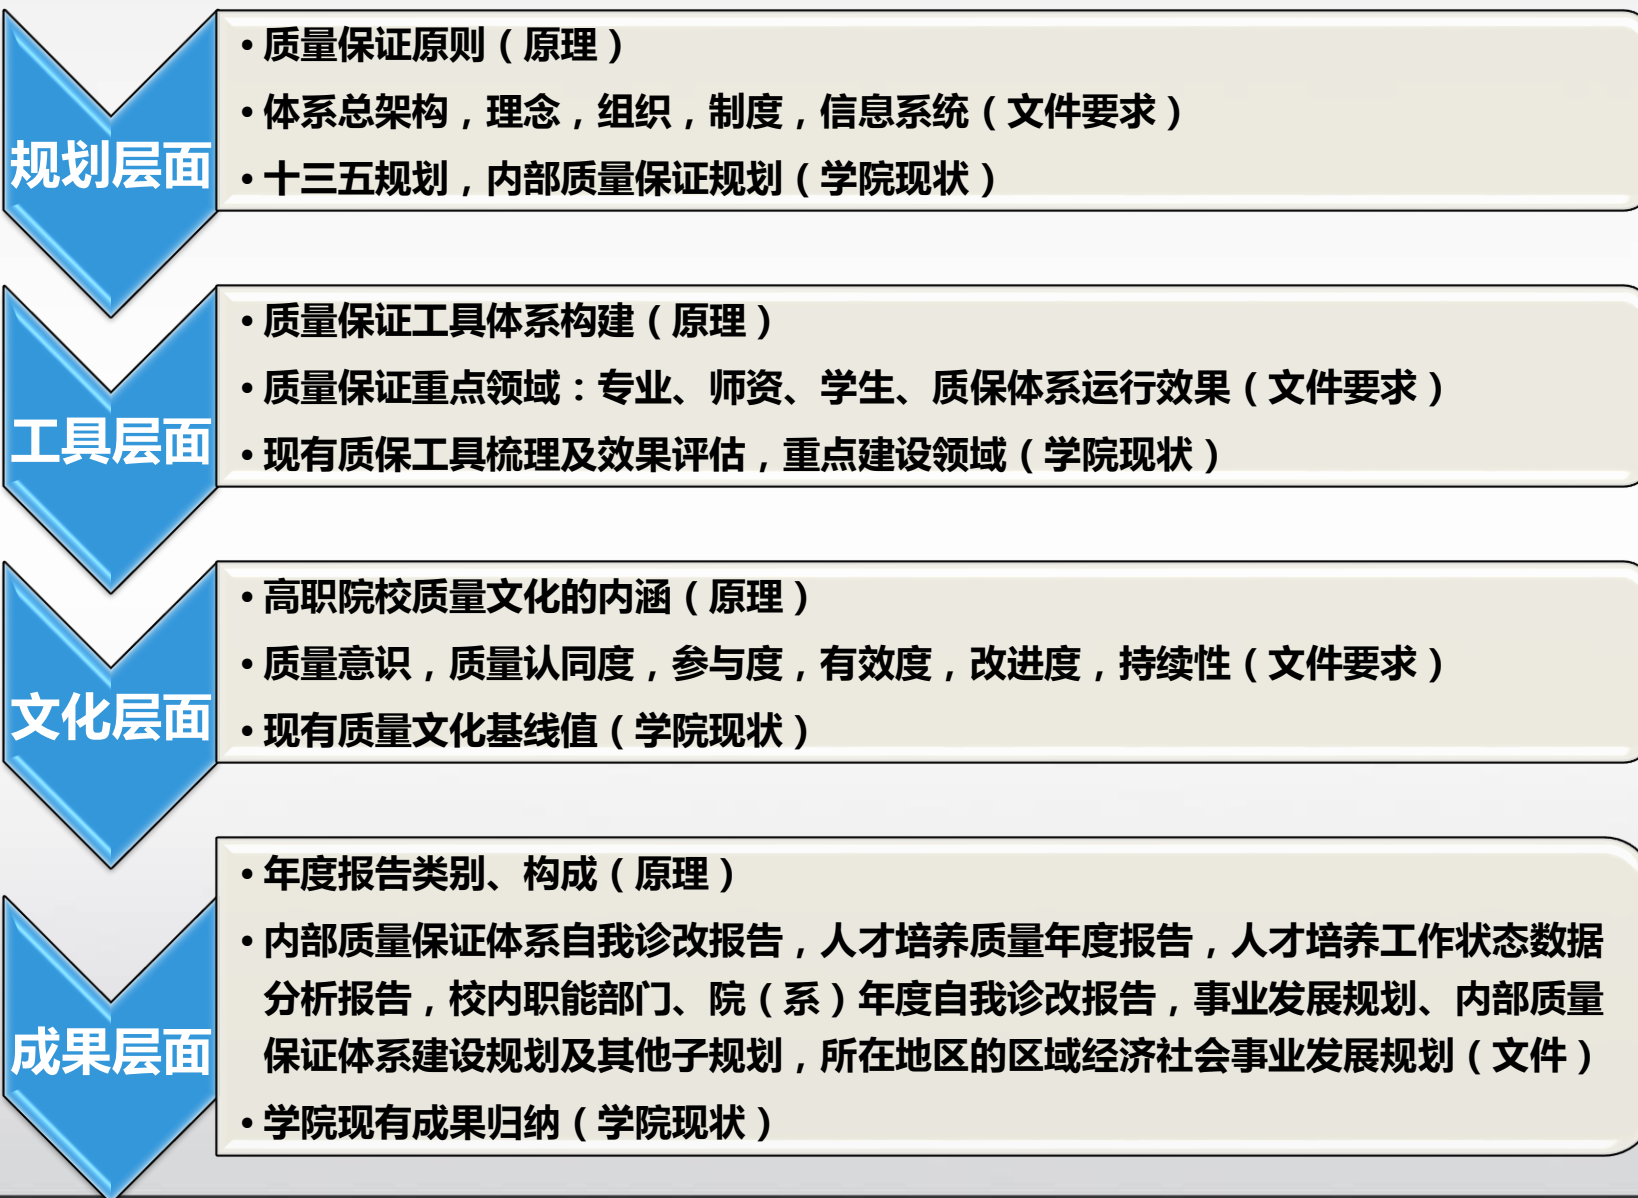 规划层面
• 质量保证原则（原理）
• 体系总架构，理念，组织，制度，信息系统（文件要求）
• 十三五规划，内部质量保证规划（学院现状）
工具层面
• 质量保证工具体系构建（原理）
• 质量保证重点领域：专业、师资、学生、质保体系运行效果（文件要求）
• 现有质保工具梳理及效果评估，重点建设领域（学院现状）
文化层面
• 高职院校质量文化的内涵（原理）
• 质量意识，质量认同度，参与度，有效度，改进度，持续性（文件要求）
• 现有质量文化基线值（学院现状）
成果层面
• 年度报告类别、构成（原理）
• 内部质量保证体系自我诊改报告，人才培养质量年度报告，人才培养工作状态数据
分析报告，校内职能部门、院（系）年度自我诊改报告，事业发展规划、内部质量
保证体系建设规划及其他子规划，所在地区的区域经济社会事业发展规划（文件）
• 学院现有成果归纳（学院现状）